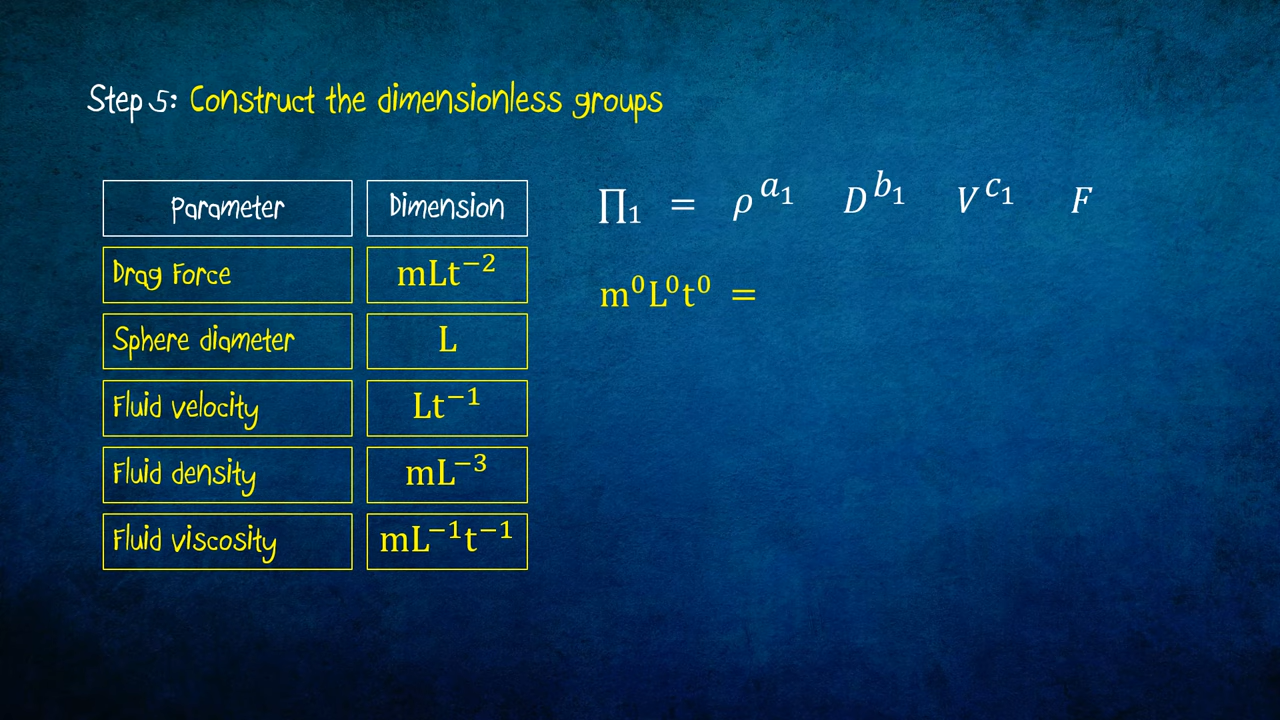 Step 5: Construct the dimensionless groups
Parameter Dimension
∏₁ = ρ^a₁ D^b₁ V^c₁ F
Drag Force mLt⁻²
m⁰L⁰t⁰ =
Sphere diameter L
Fluid velocity Lt⁻¹
Fluid density mL⁻³
Fluid viscosity mL⁻¹t⁻¹